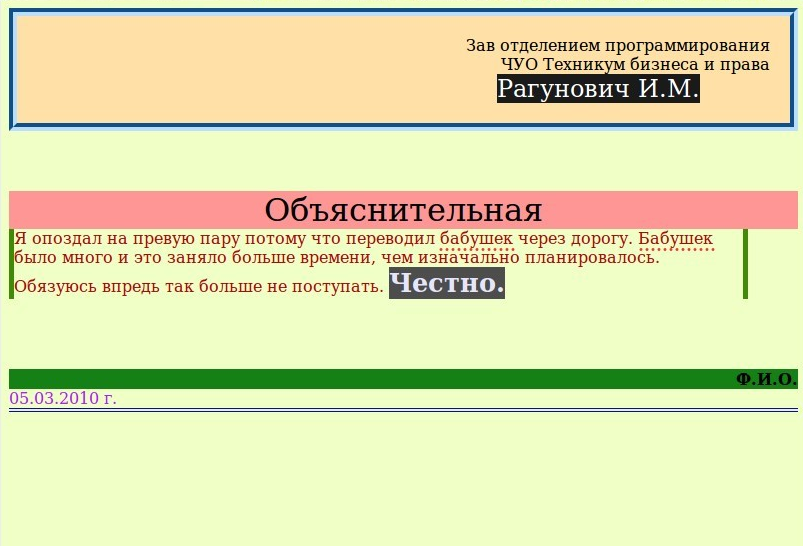 Зав отделением программирования
ЧУО Техникум бизнеса и права
Рагунович И.М.
Объяснительная
Я опоздал на превую пару потому что переводил бабушек через дорогу. Бабушек
было много и это заняло больше времени, чем изначально планировалось.
Обязуюсь впредь так больше не поступать. Честно.
Ф.И.О.
05.03.2010 г.